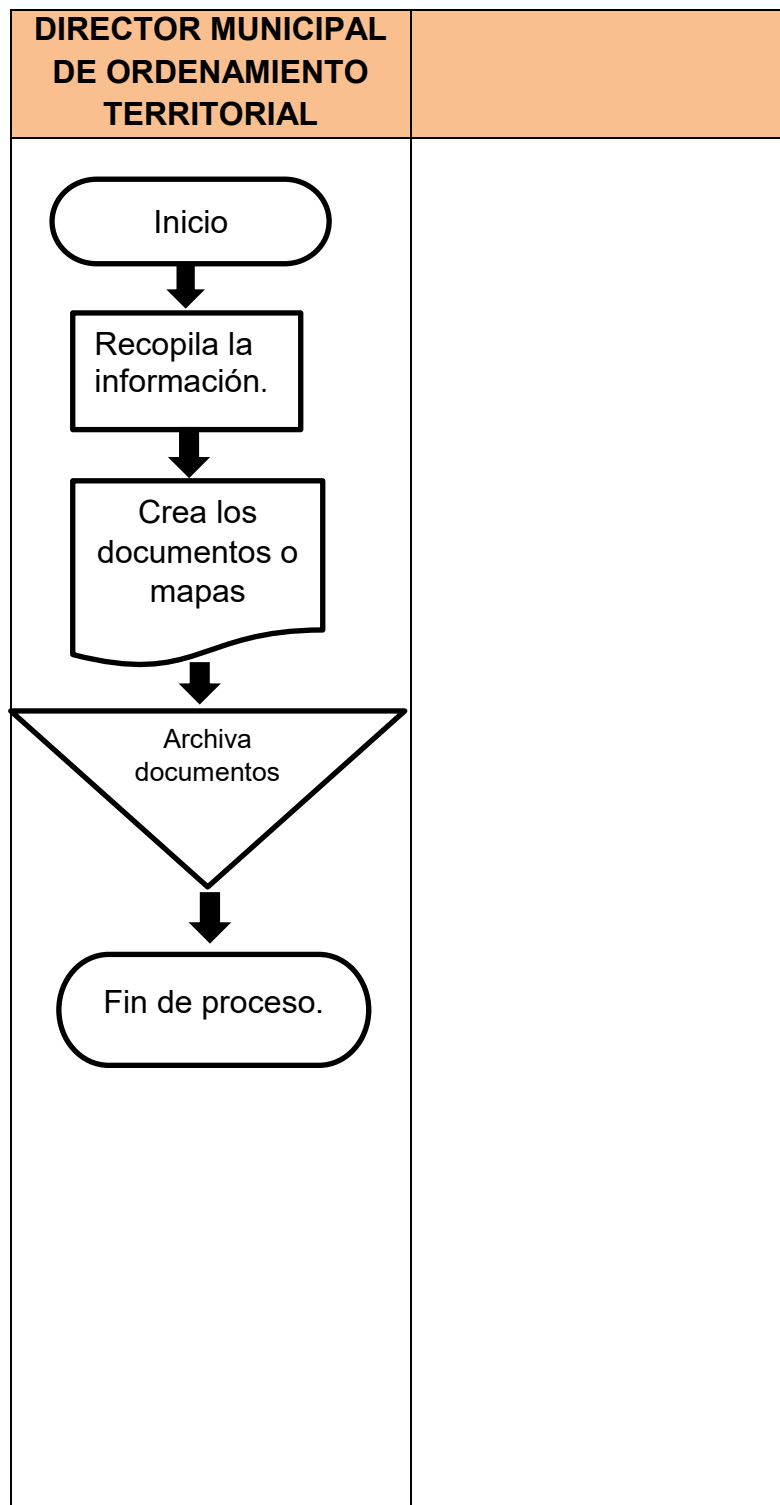 DIRECTOR MUNICIPAL
DE ORDENAMIENTO
TERRITORIAL
Inicio
Recopila la
información.
Crea los
documentos o
mapas
Archiva
documentos
Fin de proceso.